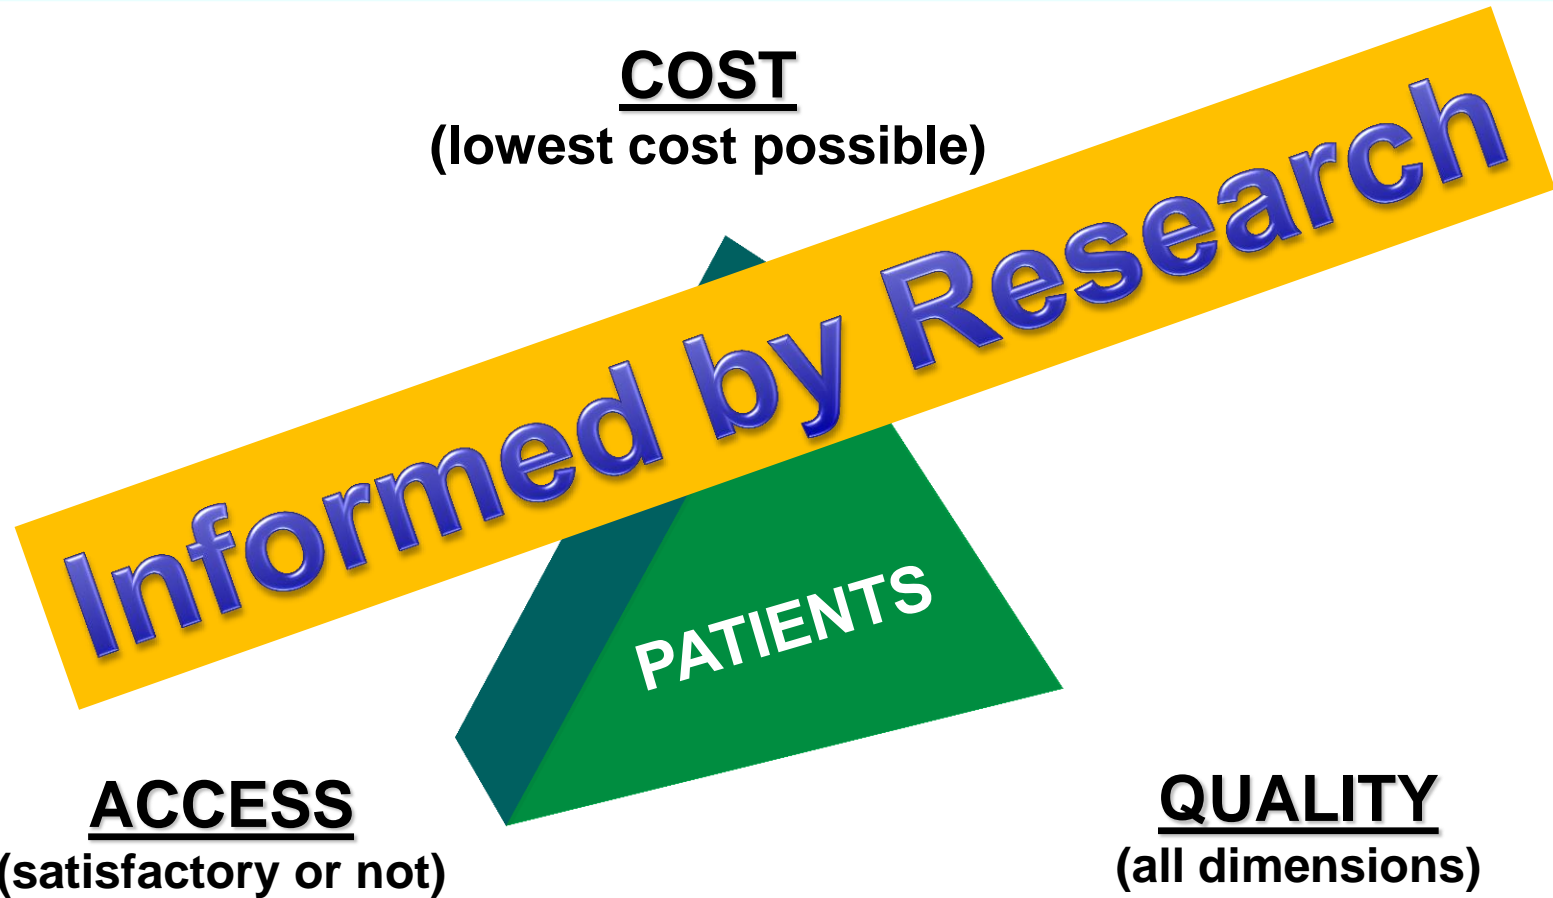 COST
(lowest cost possible)
Informed by Research
PATIENTS
ACCESS
(satisfactory or not)
QUALITY
(all dimensions)